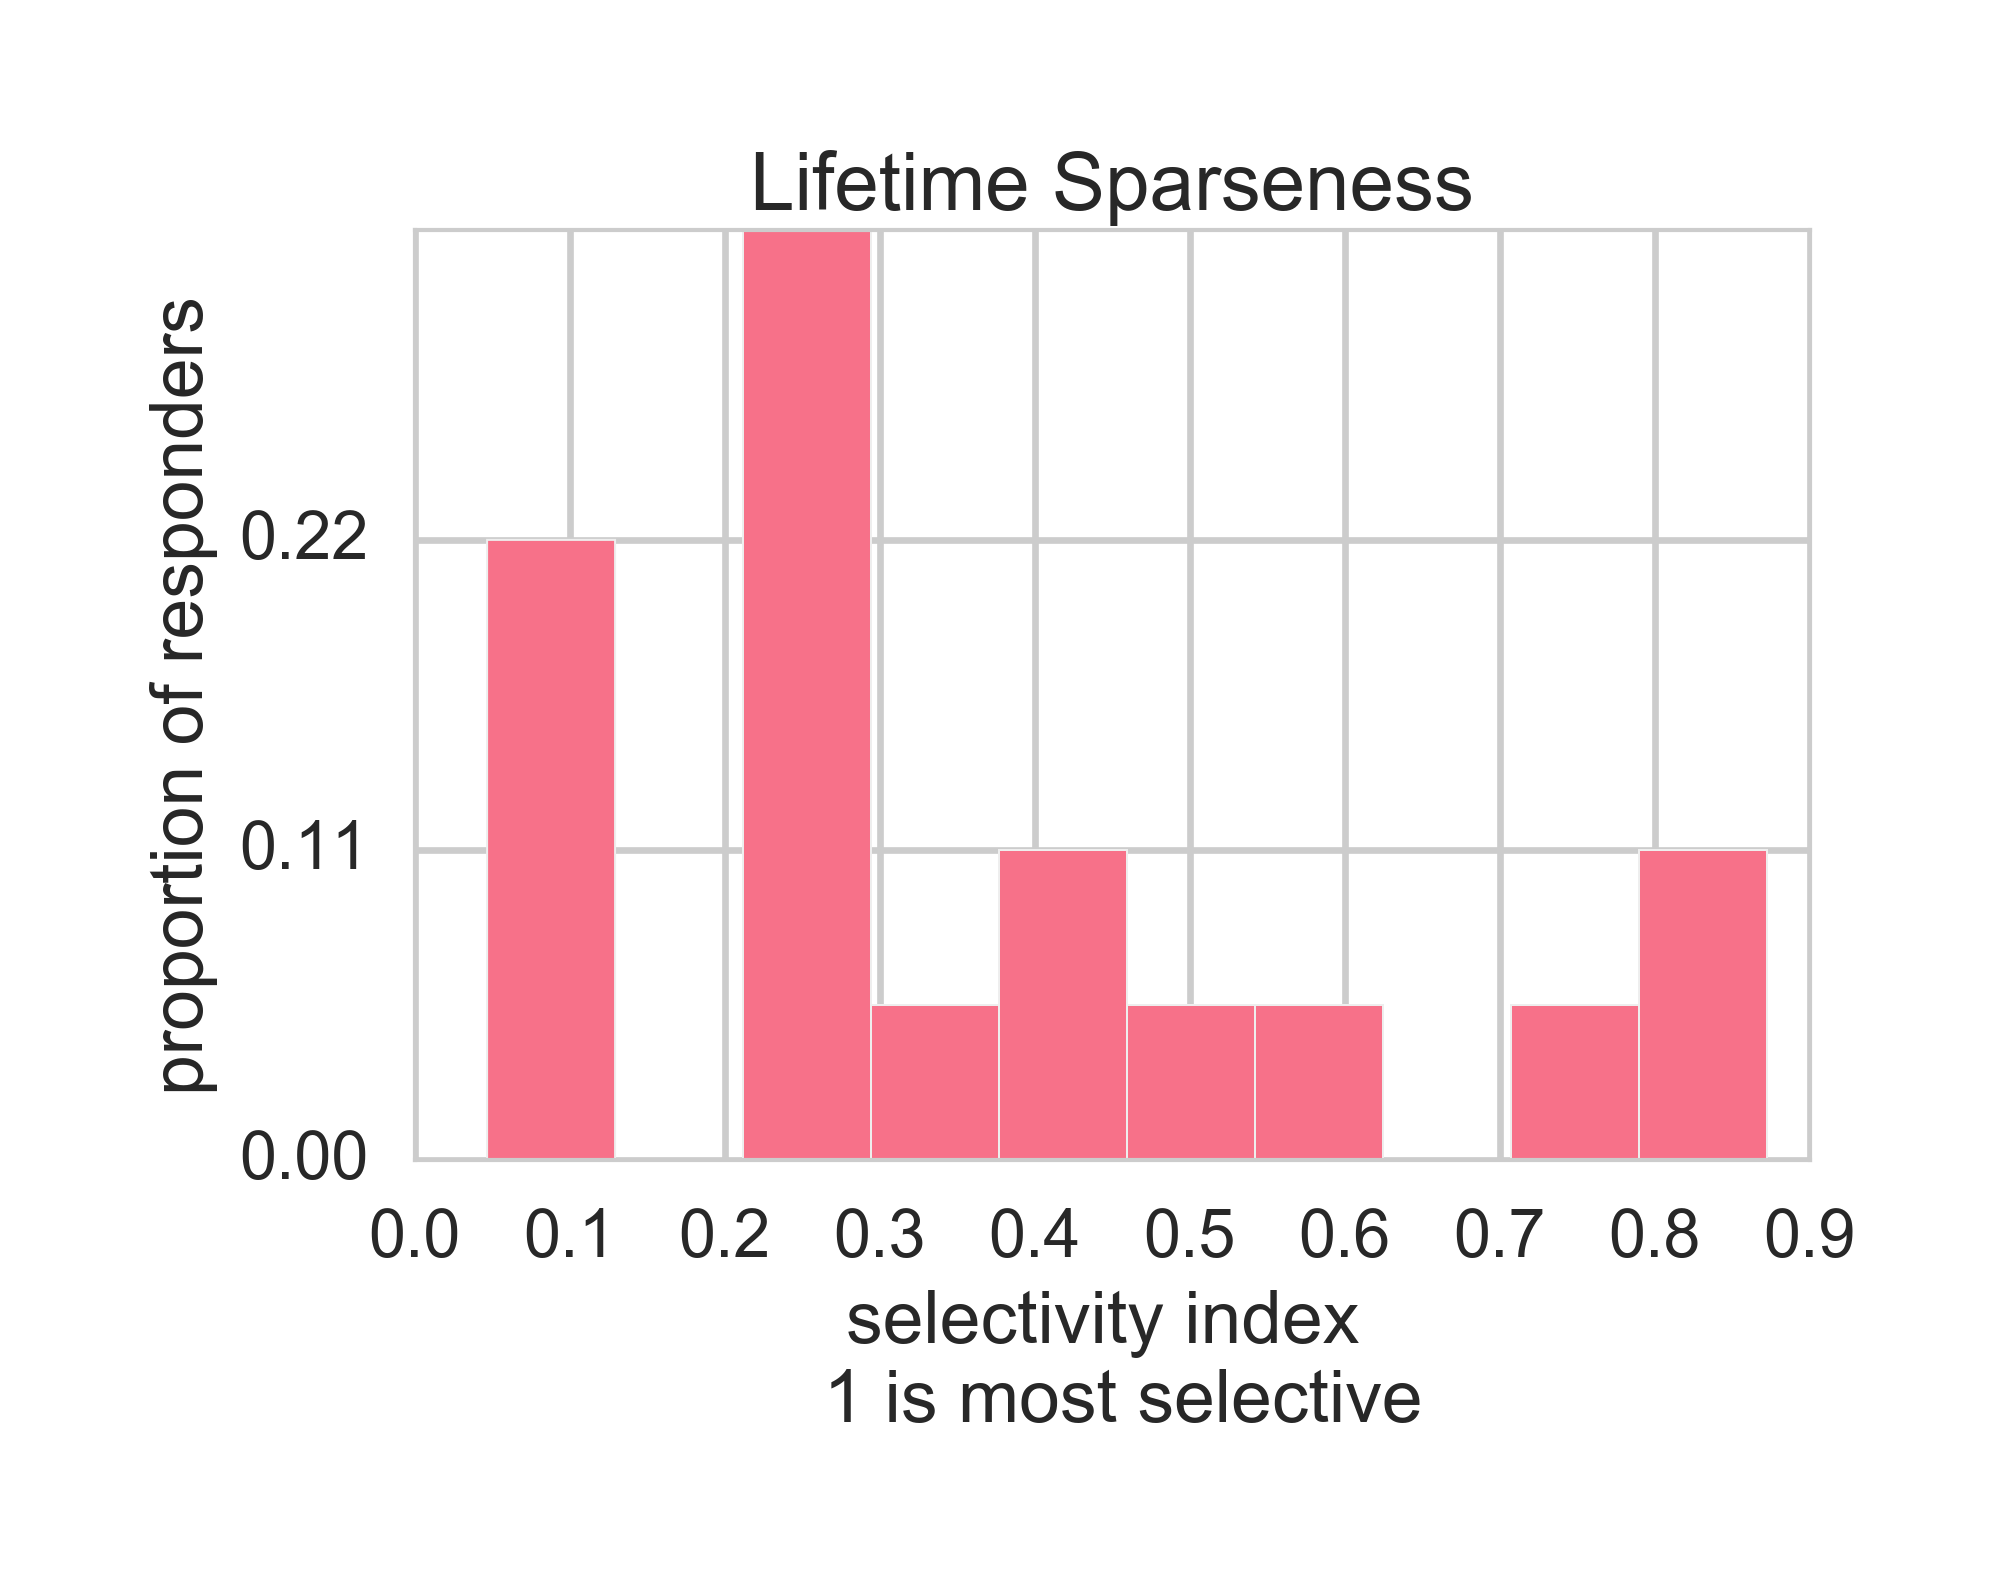 Lifetime Sparseness
proportion of responders
0.22
0.11
0.00
0.0 0.1 0.2 0.3 0.4 0.5 0.6 0.7 0.8 0.9
selectivity index
1 is most selective